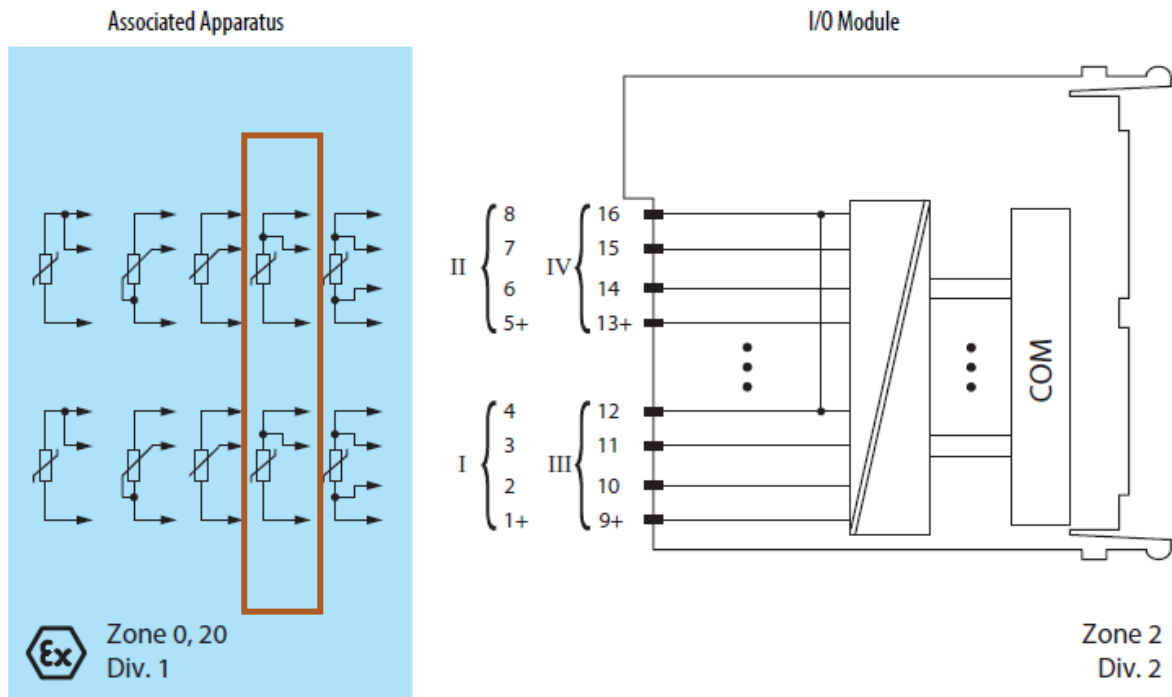 Associated Apparatus
I/O Module
II
8
7
6
5+
IV
16
15
14
13+
I
4
3
2
1+
III
12
11
10
9+
COM
Ex
Zone 0, 20
Div. 1
Zone 2
Div. 2